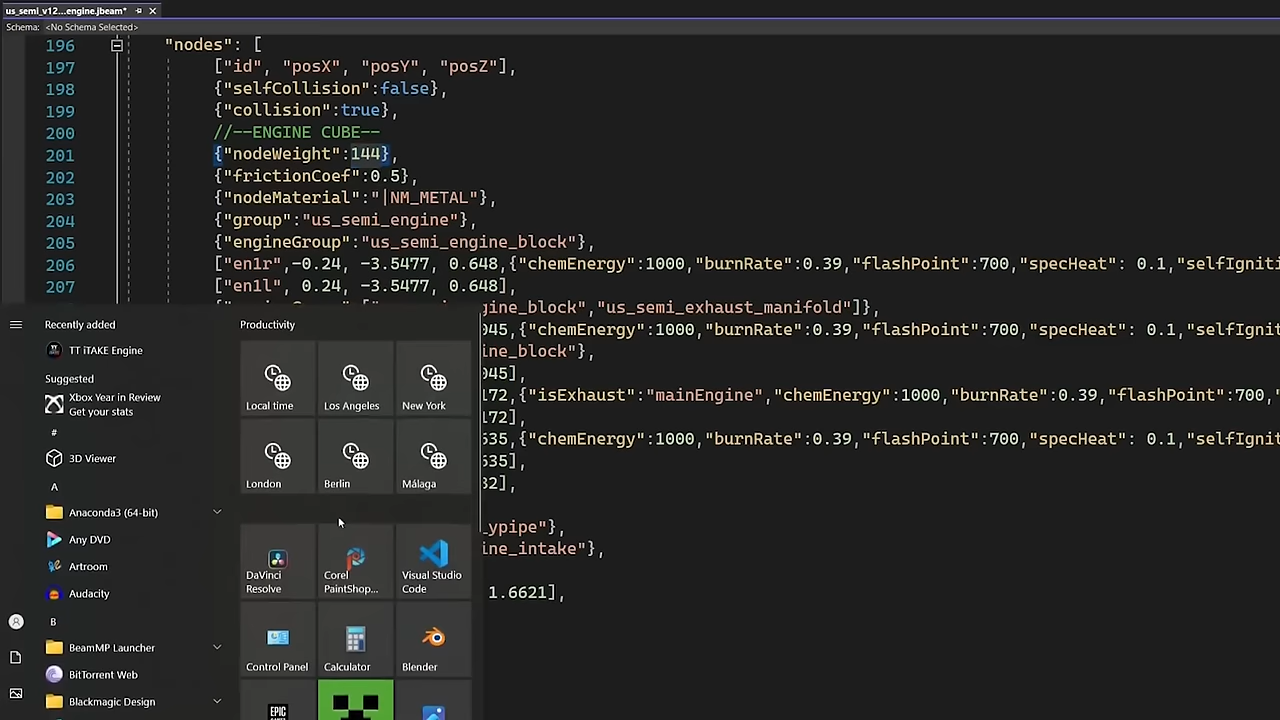 us_semi_v12...engine.jbeam*
Schema: <No Schema Selected>
196 "nodes": [
197 ["id", "posX", "posY", "posZ"],
198 {"selfCollision":false},
199 {"collision":true},
200 //--ENGINE CUBE--
201 {"nodeWeight":144},
202 {"frictionCoef":0.5},
203 {"nodeMaterial":"|NM_METAL"},
204 {"group":"us_semi_engine"},
205 {"engineGroup":"us_semi_engine_block"},
206 ["en1r",-0.24, -3.5477, 0.648,{"chemEnergy":1000,"burnRate":0.39,"flashPoint":700,"specHeat": 0.1,"selfIgniti
207 ["en1l", 0.24, -3.5477, 0.648],
gine_block","us_semi_exhaust_manifold"]},
045,{"chemEnergy":1000,"burnRate":0.39,"flashPoint":700,"specHeat": 0.1,"selfIgnit
ine_block"},
045],
172,{"isExhaust":"mainEngine","chemEnergy":1000,"burnRate":0.39,"flashPoint":700,"
172],
535,{"chemEnergy":1000,"burnRate":0.39,"flashPoint":700,"specHeat": 0.1,"selfIgnit
535],
32],
_ypipe"},
ine_intake"},
1.6621],
Recently added
TT iTAKE Engine
Suggested
Xbox Year in Review
Get your stats
#
3D Viewer
A
Anaconda3 (64-bit)
Any DVD
Artroom
Audacity
B
BeamMP Launcher
BitTorrent Web
Blackmagic Design
Productivity
Local time Los Angeles New York
London Berlin Málaga
DaVinci Resolve
Corel PaintShop...
Visual Studio Code
Control Panel Calculator Blender
EPIC